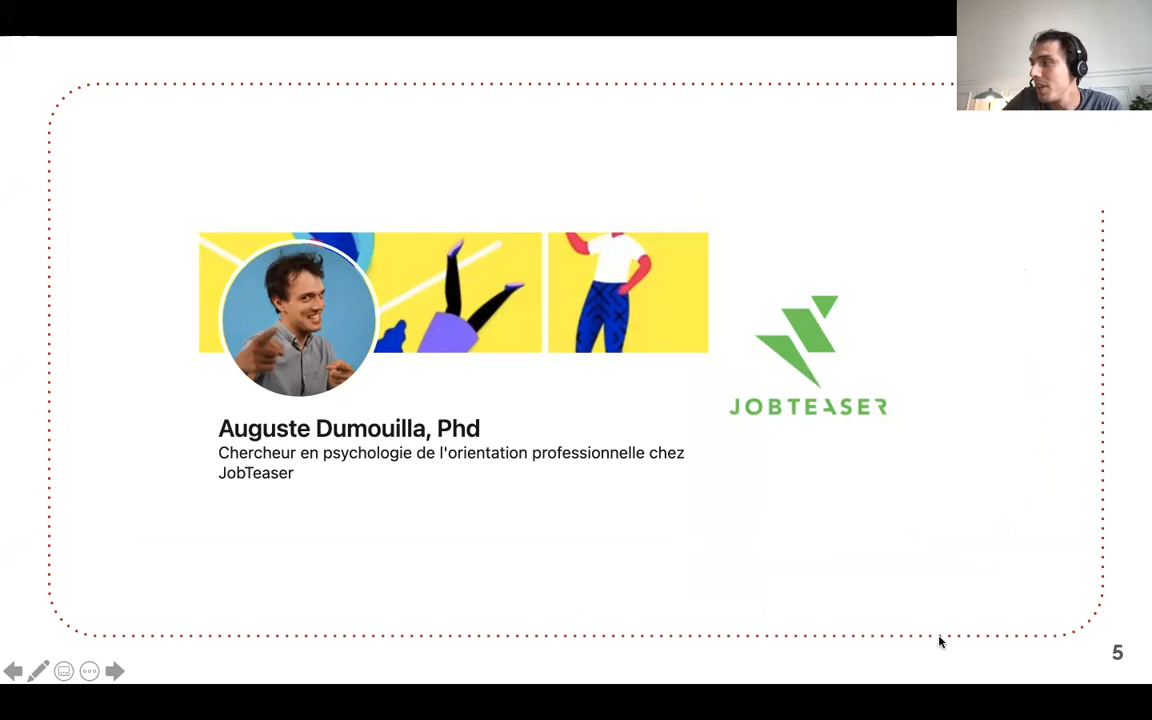 JOBTEASER
Auguste Dumouilla, Phd
Chercheur en psychologie de l'orientation professionnelle chez
JobTeaser
5